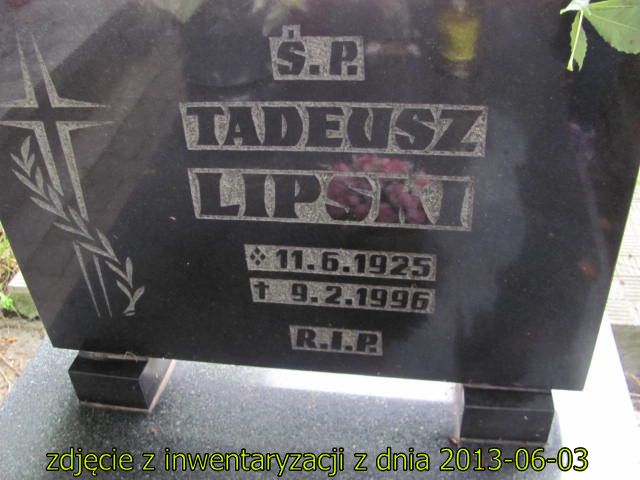 Ś.P.
TADEUSZ
LIPSKI
11.6.1925
† 9.2.1996
R.I.P.
zdjęcie z inwentaryzacji z dnia 2013-06-03